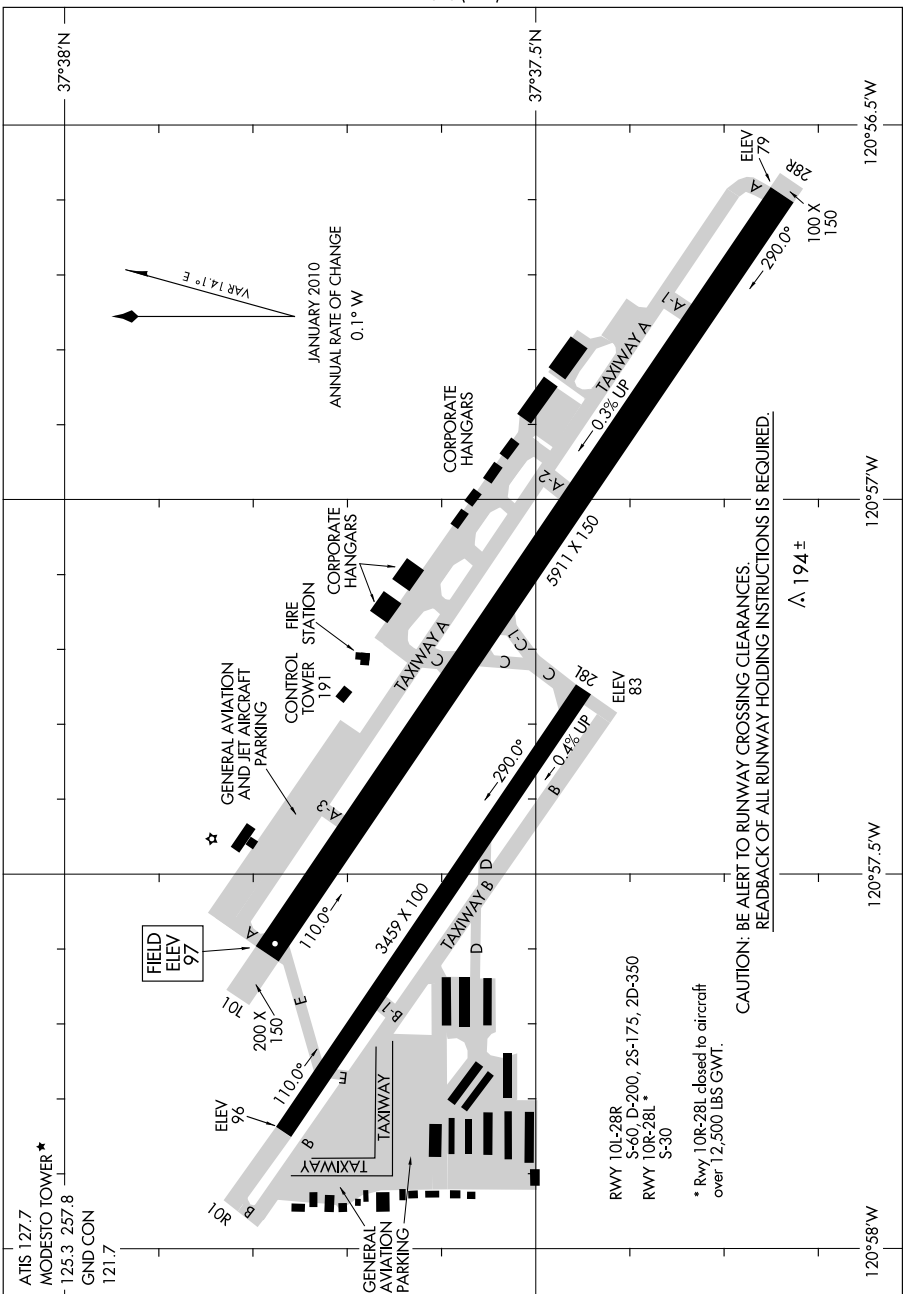 ATIS 127.7
MODESTO TOWER★
125.3 257.8
GND CON
121.7
37°38'N
37°37.5'N
120°56.5'W
120°57'W
120°57.5'W
120°58'W
VAR 14.1° E
JANUARY 2010
ANNUAL RATE OF CHANGE
0.1° W
FIELD
ELEV
97
GENERAL AVIATION
AND JET AIRCRAFT
PARKING
CONTROL
TOWER
191
FIRE
STATION
CORPORATE
HANGARS
CORPORATE
HANGARS
A
A-3
TAXIWAY A
C
C
C
C-1
A-2
TAXIWAY A
A-1
A
ELEV
79
28R
100 X
150
290.0°
0.3% UP
5911 X 150
110.0°
10L
200 X
150
E
E
ELEV
96
110.0°
3459 X 100
290.0°
0.4% UP
28L
ELEV
83
10R
B
B
B-1
TAXIWAY B
B
D
D
TAXIWAY
TAXIWAY
GENERAL
AVIATION
PARKING
RWY 10L-28R
S-60, D-200, 2S-175, 2D-350
RWY 10R-28L *
S-30
* Rwy 10R-28L closed to aircraft
over 12,500 LBS GWT.
CAUTION: BE ALERT TO RUNWAY CROSSING CLEARANCES.
READBACK OF ALL RUNWAY HOLDING INSTRUCTIONS IS REQUIRED.
194 ±